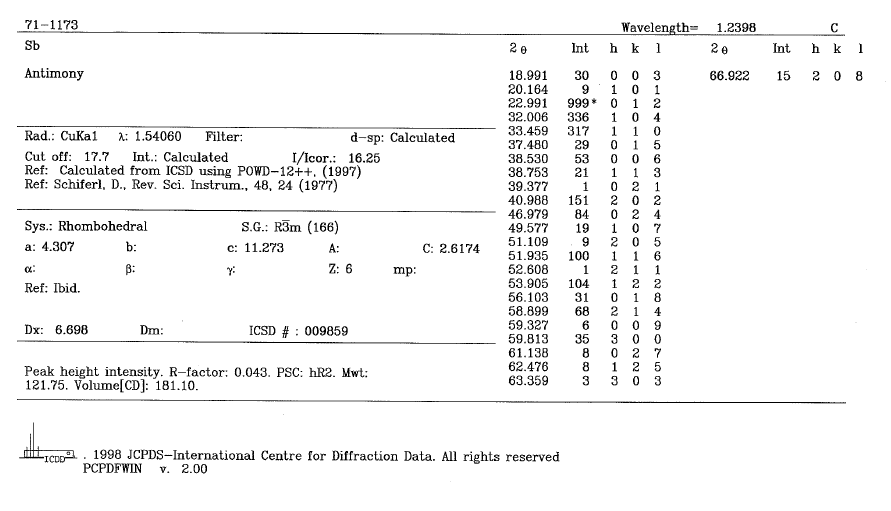 71-1173 Wavelength= 1.2398 C
Sb 2 θ Int h k l 2 θ Int h k l
Antimony 18.991 30 0 0 3 66.922 15 2 0 8
20.164 9 1 0 1
22.991 999* 0 1 2
32.006 336 1 0 4
Rad.: CuKa1 λ: 1.54060 Filter: d-sp: Calculated 33.459 317 1 1 0
37.480 29 0 1 5
Cut off: 17.7 Int.: Calculated I/Icor.: 16.25 38.530 53 0 0 6
Ref: Calculated from ICSD using POWD-12++, (1997) 38.753 21 1 1 3
Ref: Schiferl, D., Rev. Sci. Instrum., 48, 24 (1977) 39.377 1 0 2 1
40.988 151 2 0 2
46.979 84 0 2 4
Sys.: Rhombohedral S.G.: R3̅m (166) 49.577 19 1 0 7
a: 4.307 b: c: 11.273 A: C: 2.6174 51.109 9 2 0 5
51.935 100 1 1 6
α: β: γ: Z: 6 mp: 52.608 1 2 1 1
Ref: Ibid. 53.905 104 1 2 2
56.103 31 0 1 8
58.899 68 2 1 4
Dx: 6.698 Dm: ICSD # : 009859 59.327 6 0 0 9
59.813 35 3 0 0
61.138 8 0 2 7
Peak height intensity. R-factor: 0.043. PSC: hR2. Mwt: 62.476 8 1 2 5
121.75. Volume[CD]: 181.10. 63.359 3 3 0 3
ICDD . 1998 JCPDS-International Centre for Diffraction Data. All rights reserved
PCPDFWIN v. 2.00